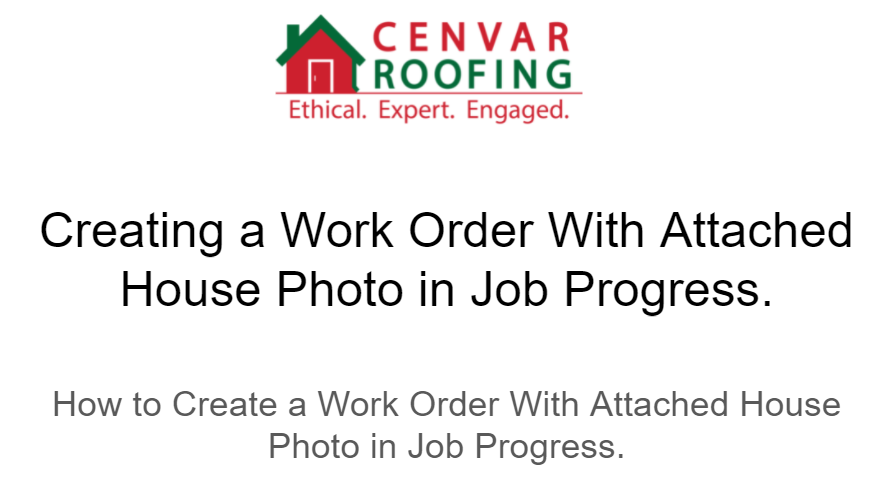 CENVAR
ROOFING
Ethical. Expert. Engaged.
Creating a Work Order With Attached
House Photo in Job Progress.
How to Create a Work Order With Attached House
Photo in Job Progress.